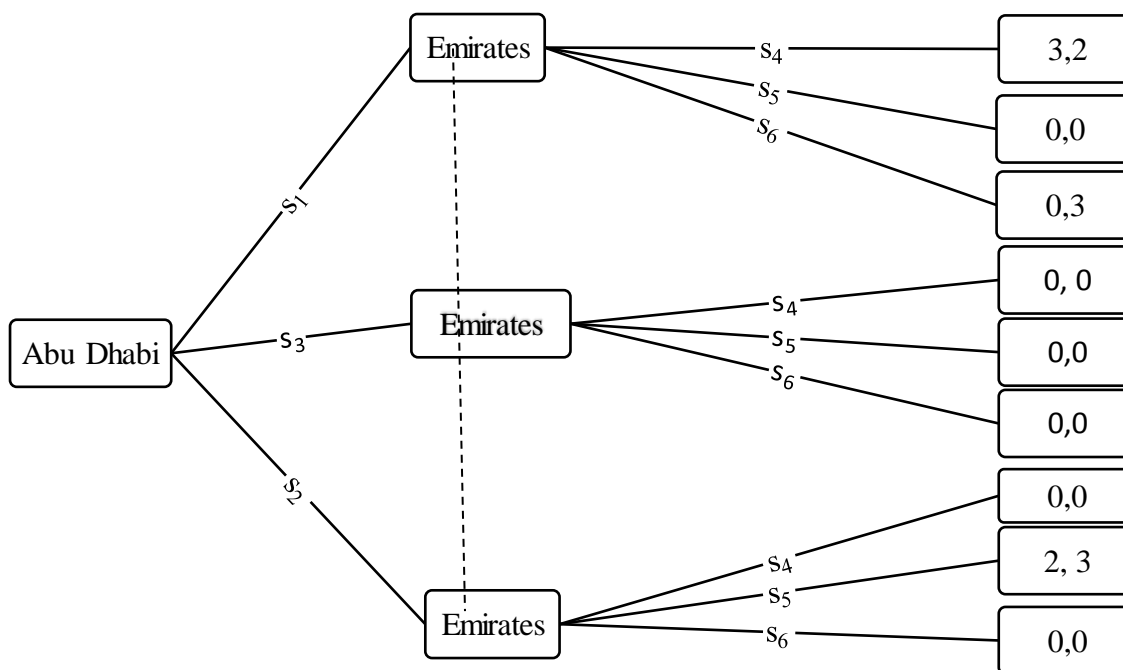 Emirates
s4
3,2
s5
0,0
s6
0,3
s1
Abu Dhabi
s3
Emirates
s4
0, 0
s5
0,0
s6
0,0
s2
Emirates
s4
0,0
s5
2, 3
s6
0,0